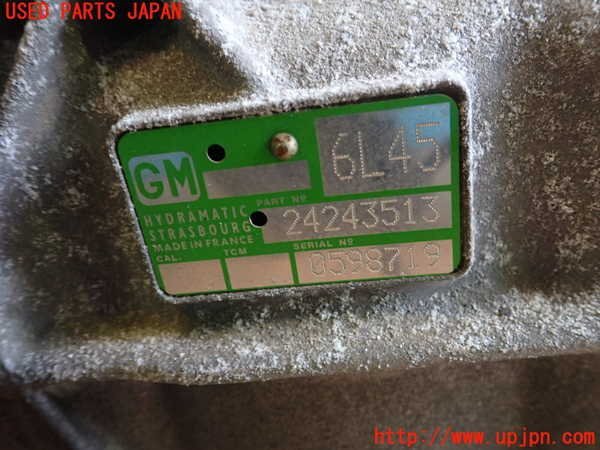 USED PARTS JAPAN
GM
6L45
PART Nº
24243513
HYDRAMATIC
STRASBOURG
MADE IN FRANCE
SERIAL Nº
CAL.
TCM
0598719
http://www.upjpn.com/